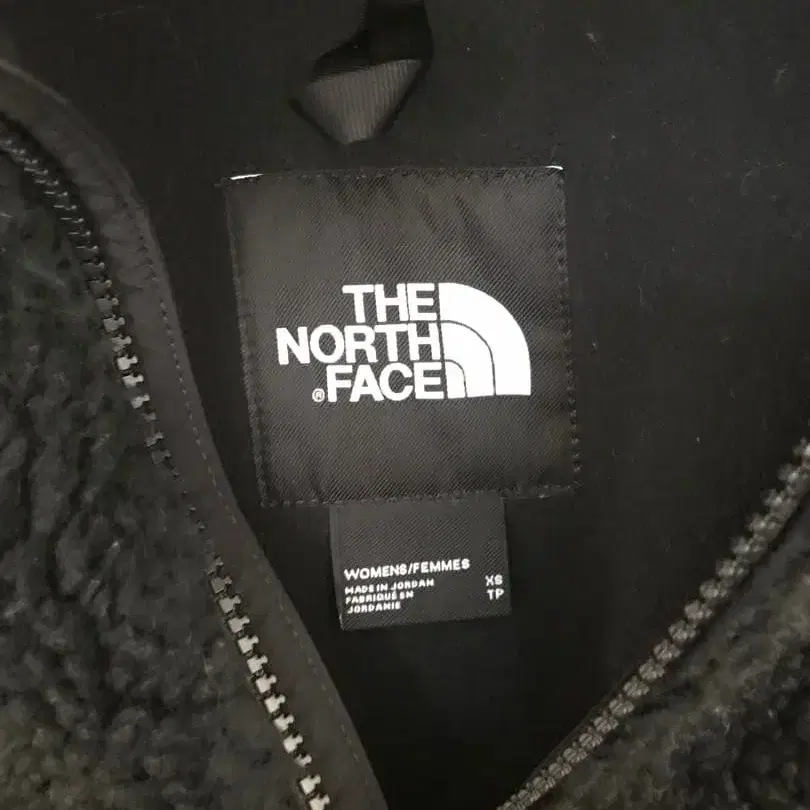 THE
NORTH
®FACE
WOMENS/FEMMES
MADE IN JORDAN XS
FABRIQUÉ EN TP
JORDANIE